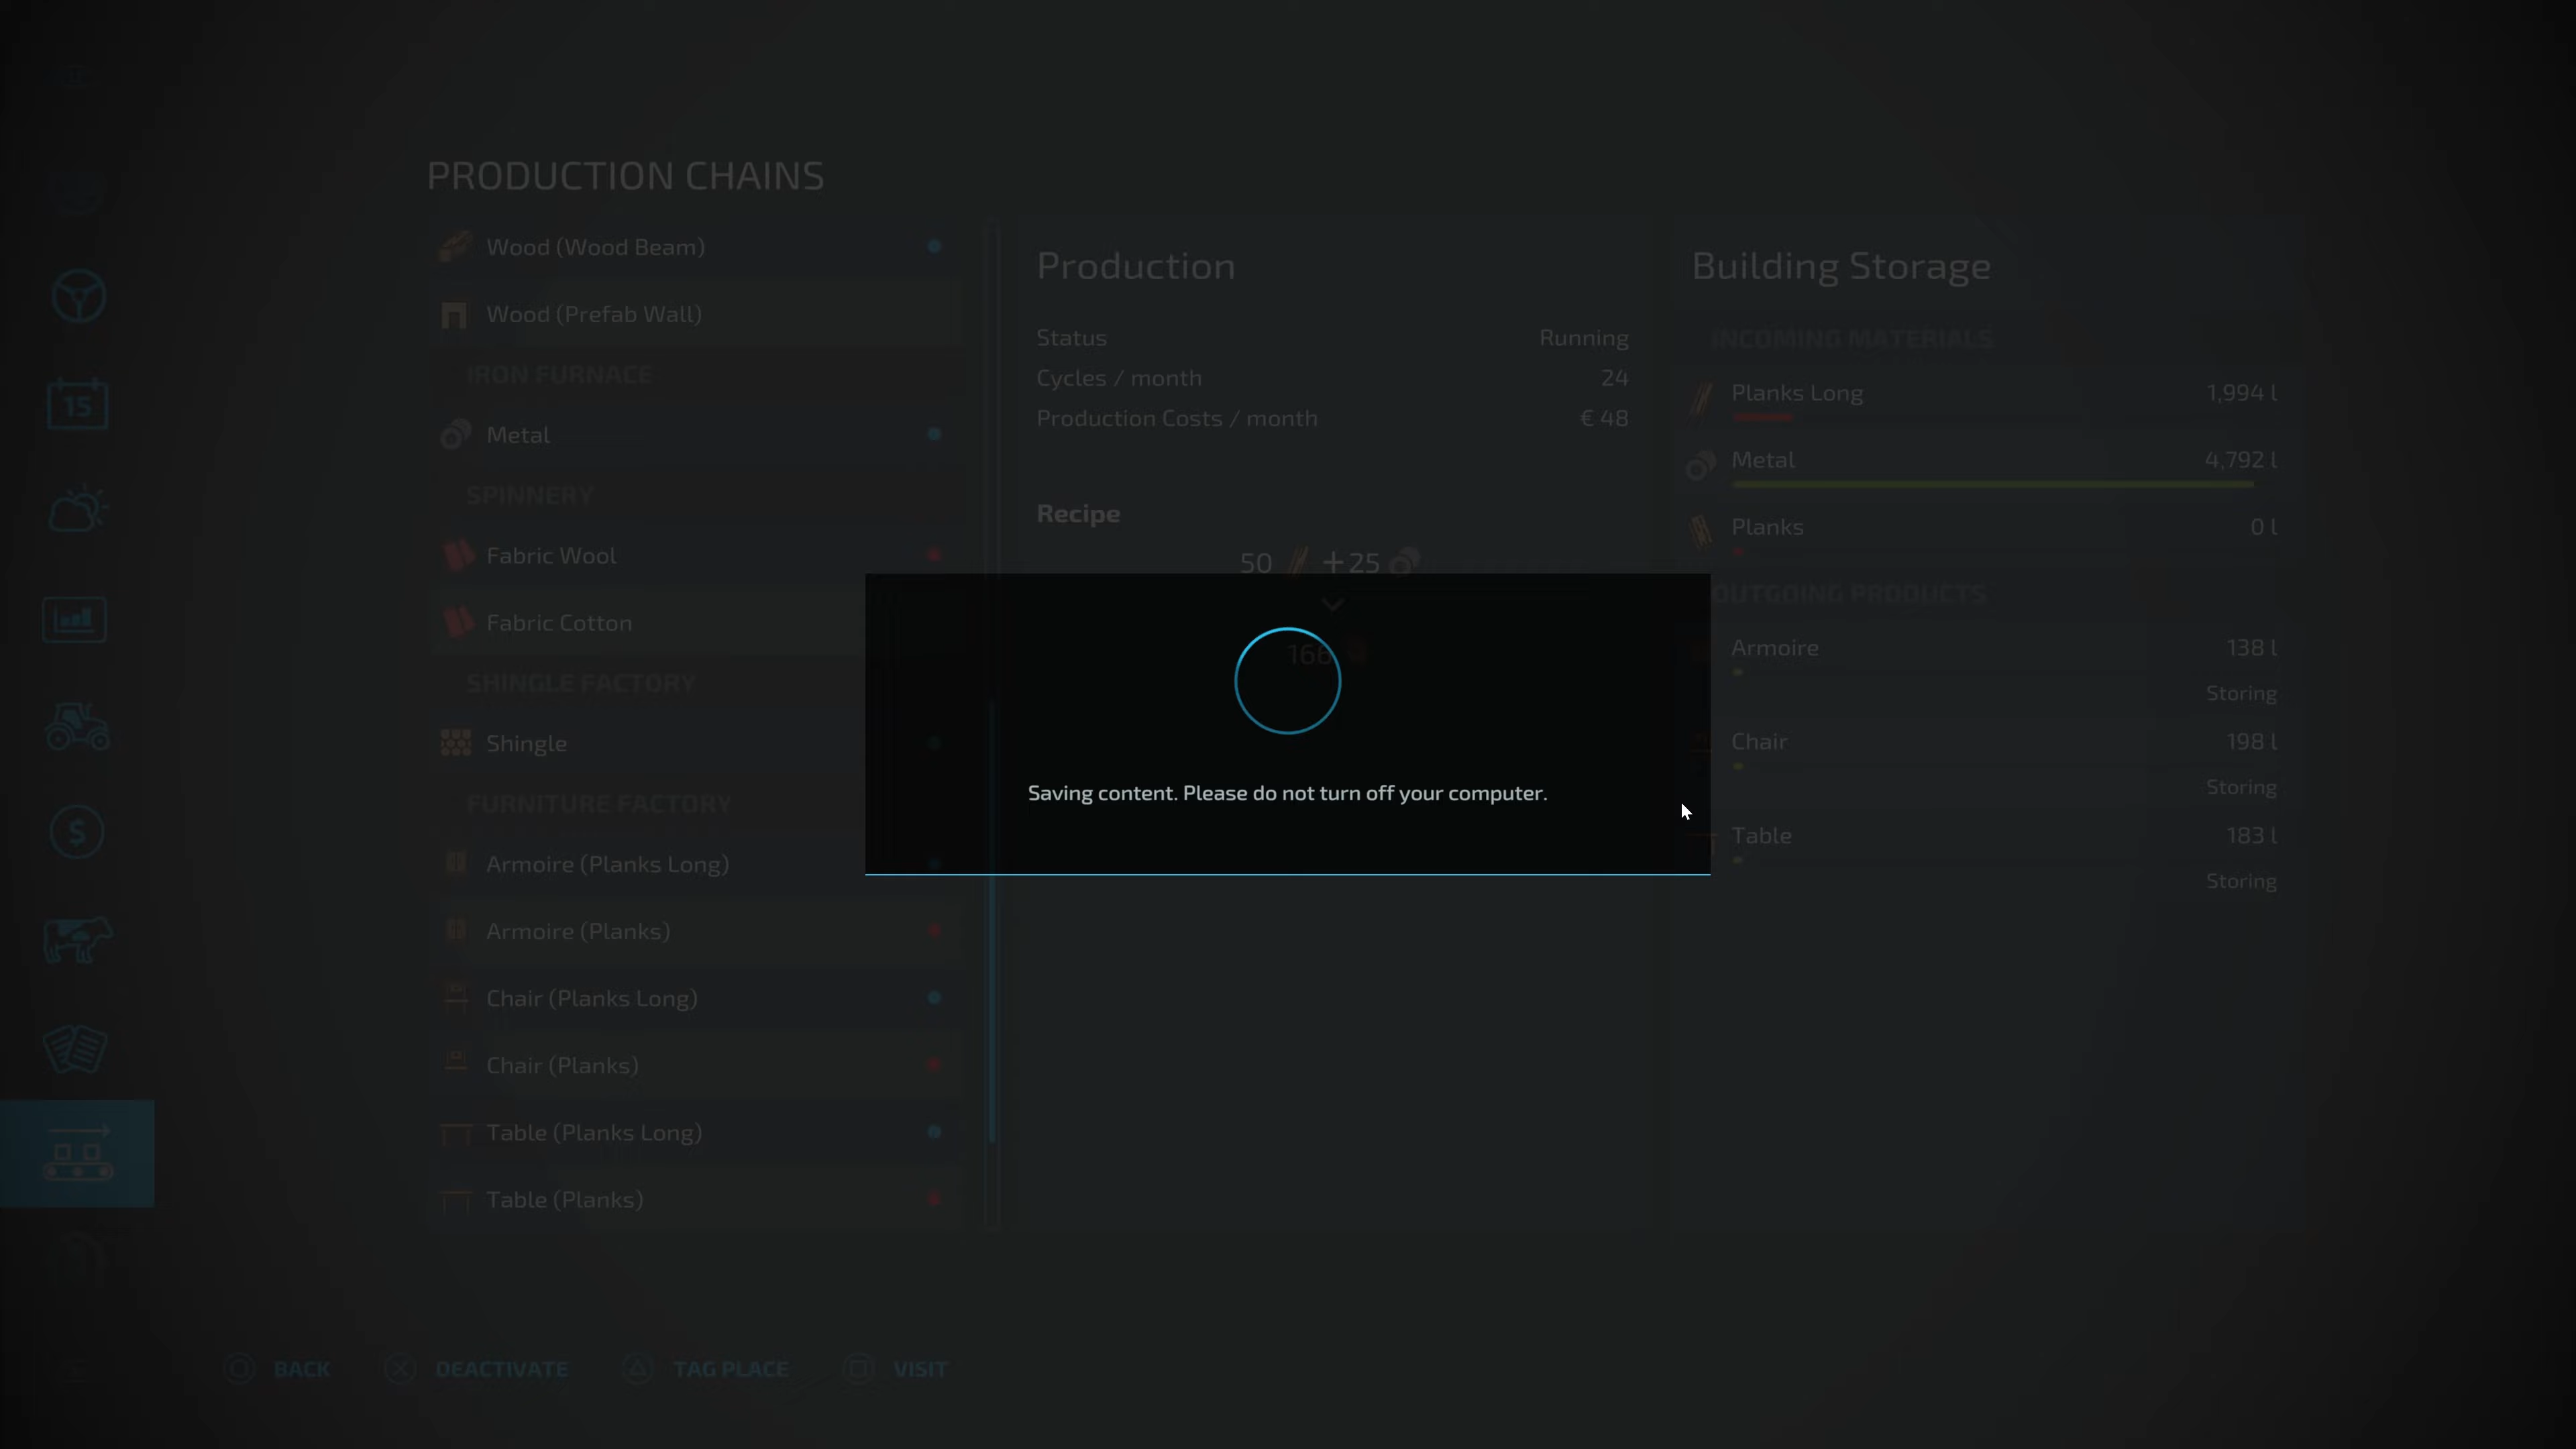 PRODUCTION CHAINS
Wood (Wood Beam)
Wood (Prefab Wall)
IRON FURNACE
Metal
SPINNERY
Fabric Wool
Fabric Cotton
SHINGLE FACTORY
Shingle
FURNITURE FACTORY
Armoire (Planks Long)
Armoire (Planks)
Chair (Planks Long)
Chair (Planks)
Table (Planks Long)
Table (Planks)
15
$
Production
Status Running
Cycles / month 24
Production Costs / month € 48
Recipe
50 + 25
166
Saving content. Please do not turn off your computer.
Building Storage
INCOMING MATERIALS
Planks Long 1,994 l
Metal 4,792 l
Planks 0 l
OUTGOING PRODUCTS
Armoire 138 l
Storing
Chair 198 l
Storing
Table 183 l
Storing
BACK DEACTIVATE TAG PLACE VISIT